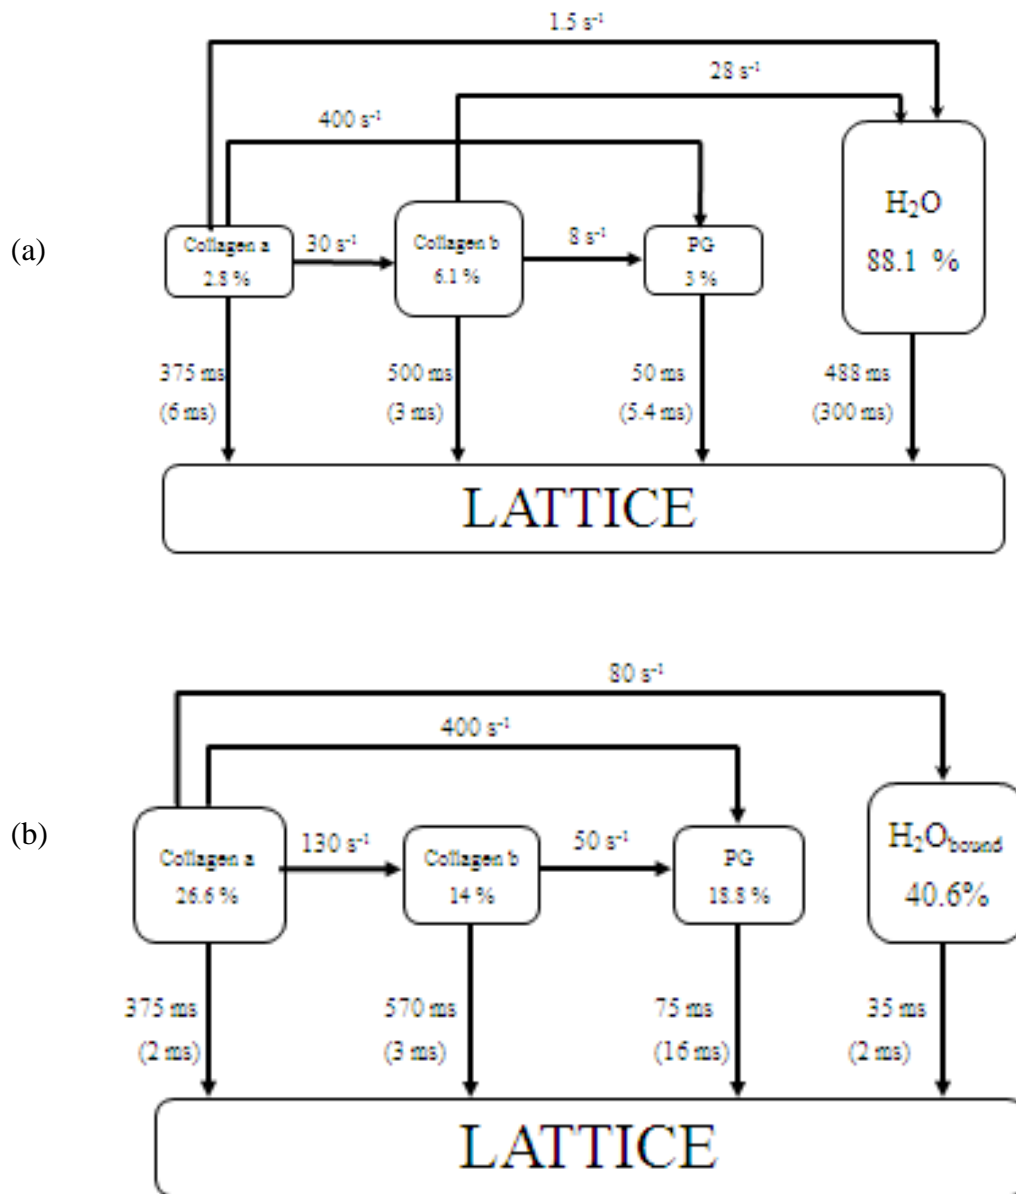 1.5 s⁻¹
28 s⁻¹
400 s⁻¹
(a)
Collagen a
2.8 %
30 s⁻¹
Collagen b
6.1 %
8 s⁻¹
PG
3 %
H₂O
88.1 %
375 ms
(6 ms)
500 ms
(3 ms)
50 ms
(5.4 ms)
488 ms
(300 ms)
LATTICE
80 s⁻¹
400 s⁻¹
(b)
Collagen a
26.6 %
130 s⁻¹
Collagen b
14 %
50 s⁻¹
PG
18.8 %
H₂Obound
40.6%
375 ms
(2 ms)
570 ms
(3 ms)
75 ms
(16 ms)
35 ms
(2 ms)
LATTICE